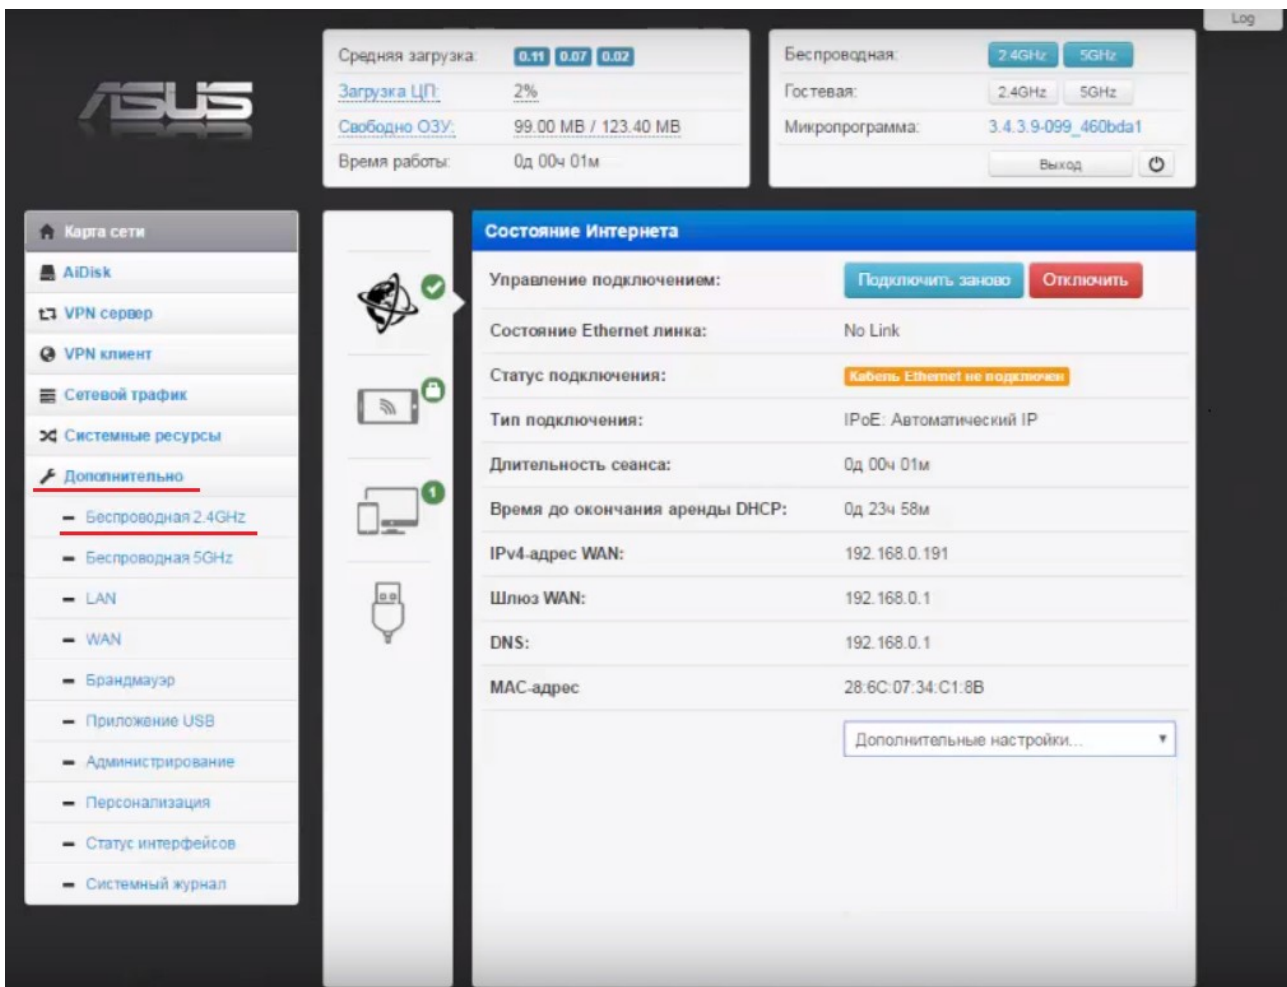 Log
ASUS
Средняя загрузка: 0.11 0.07 0.02
Загрузка ЦП: 2%
Свободно ОЗУ: 99.00 MB / 123.40 MB
Время работы: 0д 00ч 01м
Беспроводная: 2.4GHz 5GHz
Гостевая: 2.4GHz 5GHz
Микропрограмма: 3.4.3.9-099_460bda1
Выход
Карта сети
AiDisk
VPN сервер
VPN клиент
Сетевой трафик
Системные ресурсы
Дополнительно
Беспроводная 2.4GHz
Беспроводная 5GHz
LAN
WAN
Брандмауэр
Приложение USB
Администрирование
Персонализация
Статус интерфейсов
Системный журнал
1
Состояние Интернета
Управление подключением: Подключить заново Отключить
Состояние Ethernet линка: No Link
Статус подключения: Кабель Ethernet не подключен
Тип подключения: IPoE: Автоматический IP
Длительность сеанса: 0д 00ч 01м
Время до окончания аренды DHCP: 0д 23ч 58м
IPv4-адрес WAN: 192.168.0.191
Шлюз WAN: 192.168.0.1
DNS: 192.168.0.1
MAC-адрес 28:6C:07:34:C1:8B
Дополнительные настройки...